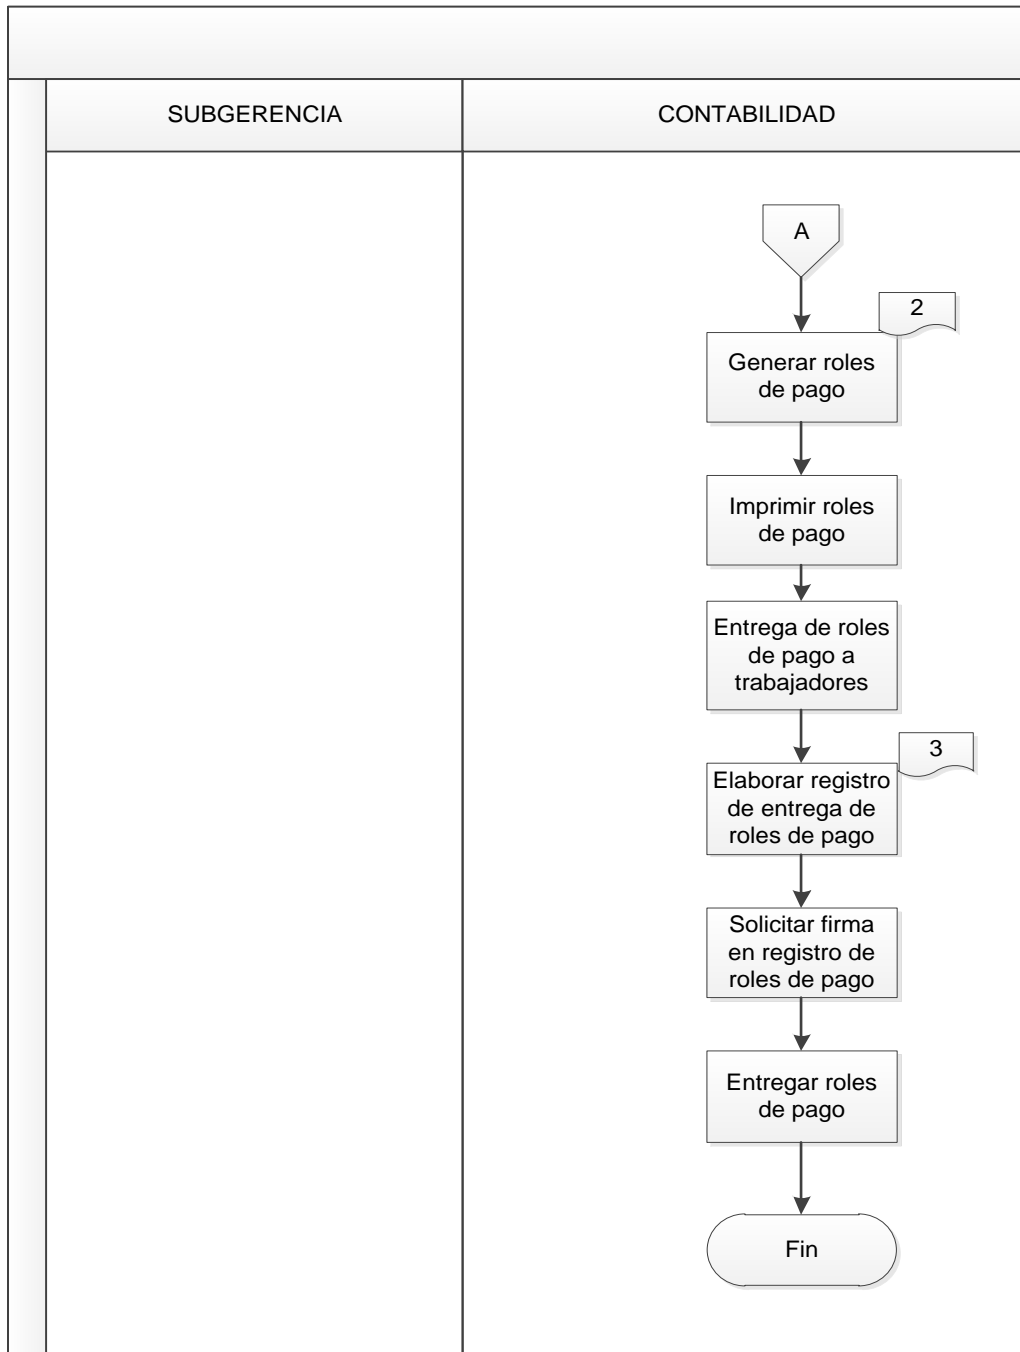 SUBGERENCIA
CONTABILIDAD
A
2
Generar roles
de pago
Imprimir roles
de pago
Entrega de roles
de pago a
trabajadores
3
Elaborar registro
de entrega de
roles de pago
Solicitar firma
en registro de
roles de pago
Entregar roles
de pago
Fin